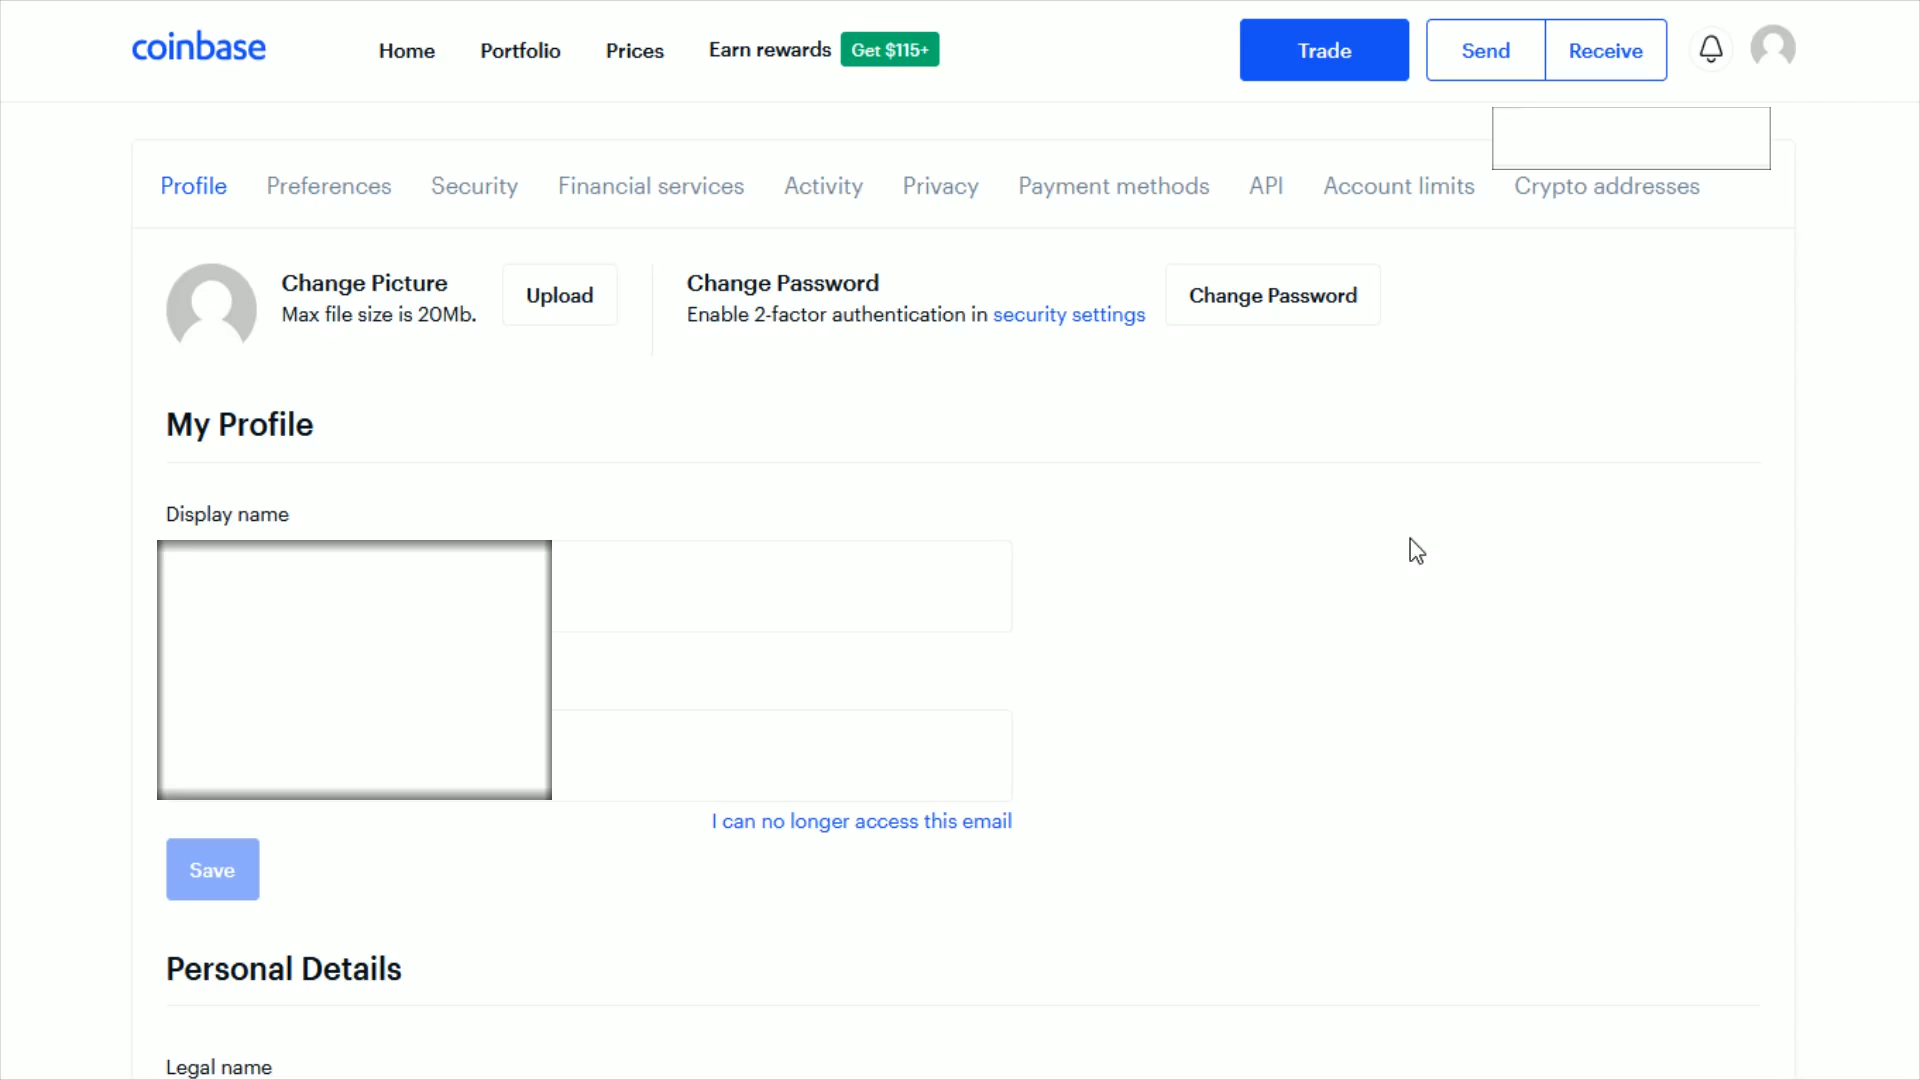 coinbase Home Portfolio Prices Earn rewards Get $115+ Trade Send Receive
Profile Preferences Security Financial services Activity Privacy Payment methods API Account limits Crypto addresses
Change Picture
Max file size is 20Mb.
Upload
Change Password
Enable 2-factor authentication in security settings
Change Password
My Profile
Display name
I can no longer access this email
Save
Personal Details
Legal name